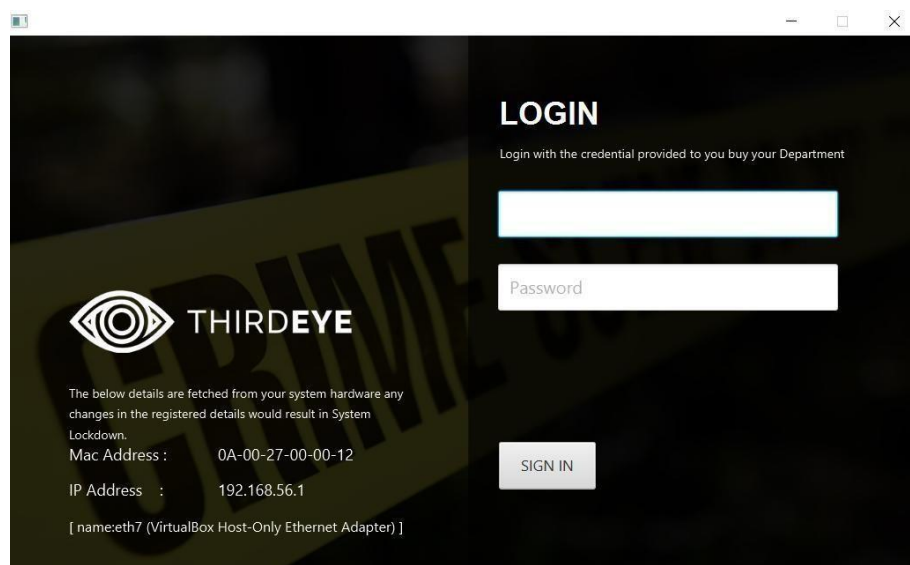 LOGIN
Login with the credential provided to you buy your Department
Password
SIGN IN
THIRDEYE
The below details are fetched from your system hardware any
changes in the registered details would result in System
Lockdown.
Mac Address : 0A-00-27-00-00-12
IP Address : 192.168.56.1
[ name:eth7 (VirtualBox Host-Only Ethernet Adapter) ]
CRIME SCENE